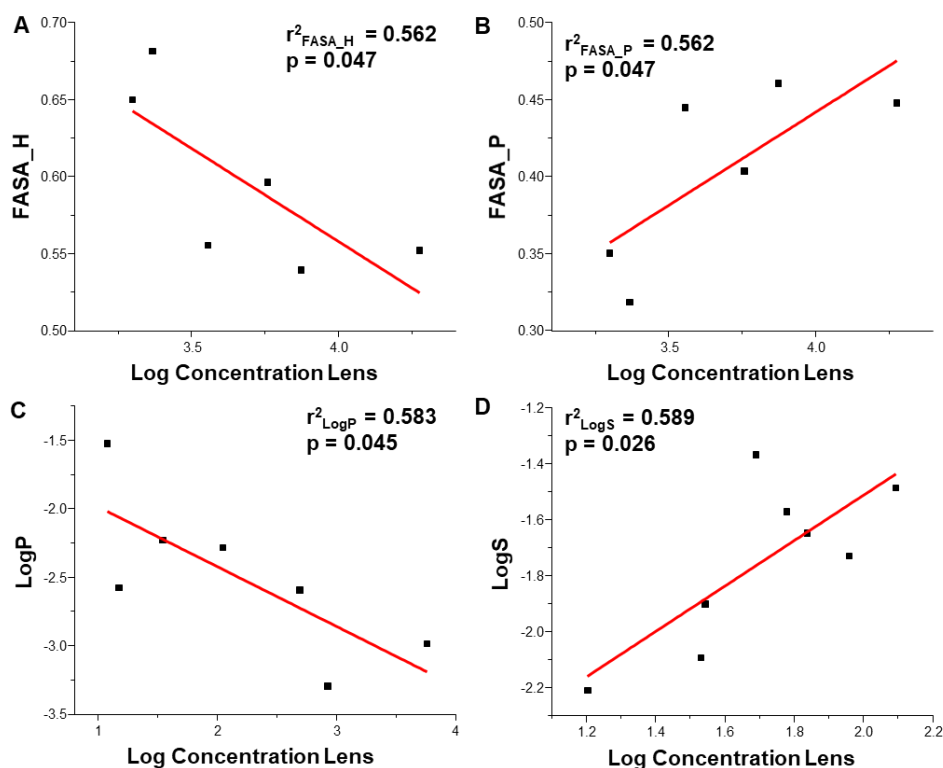 A
r²FASA_H = 0.562
p = 0.047
0.70
0.65
0.60
0.55
0.50
FASA_H
3.5
4.0
Log Concentration Lens
B
r²FASA_P = 0.562
p = 0.047
0.50
0.45
0.40
0.35
0.30
FASA_P
3.5
4.0
Log Concentration Lens
C
r²LogP = 0.583
p = 0.045
-1.5
-2.0
-2.5
-3.0
-3.5
LogP
1
2
3
4
Log Concentration Lens
D
r²LogS = 0.589
p = 0.026
-1.2
-1.4
-1.6
-1.8
-2.0
-2.2
LogS
1.2
1.4
1.6
1.8
2.0
2.2
Log Concentration Lens